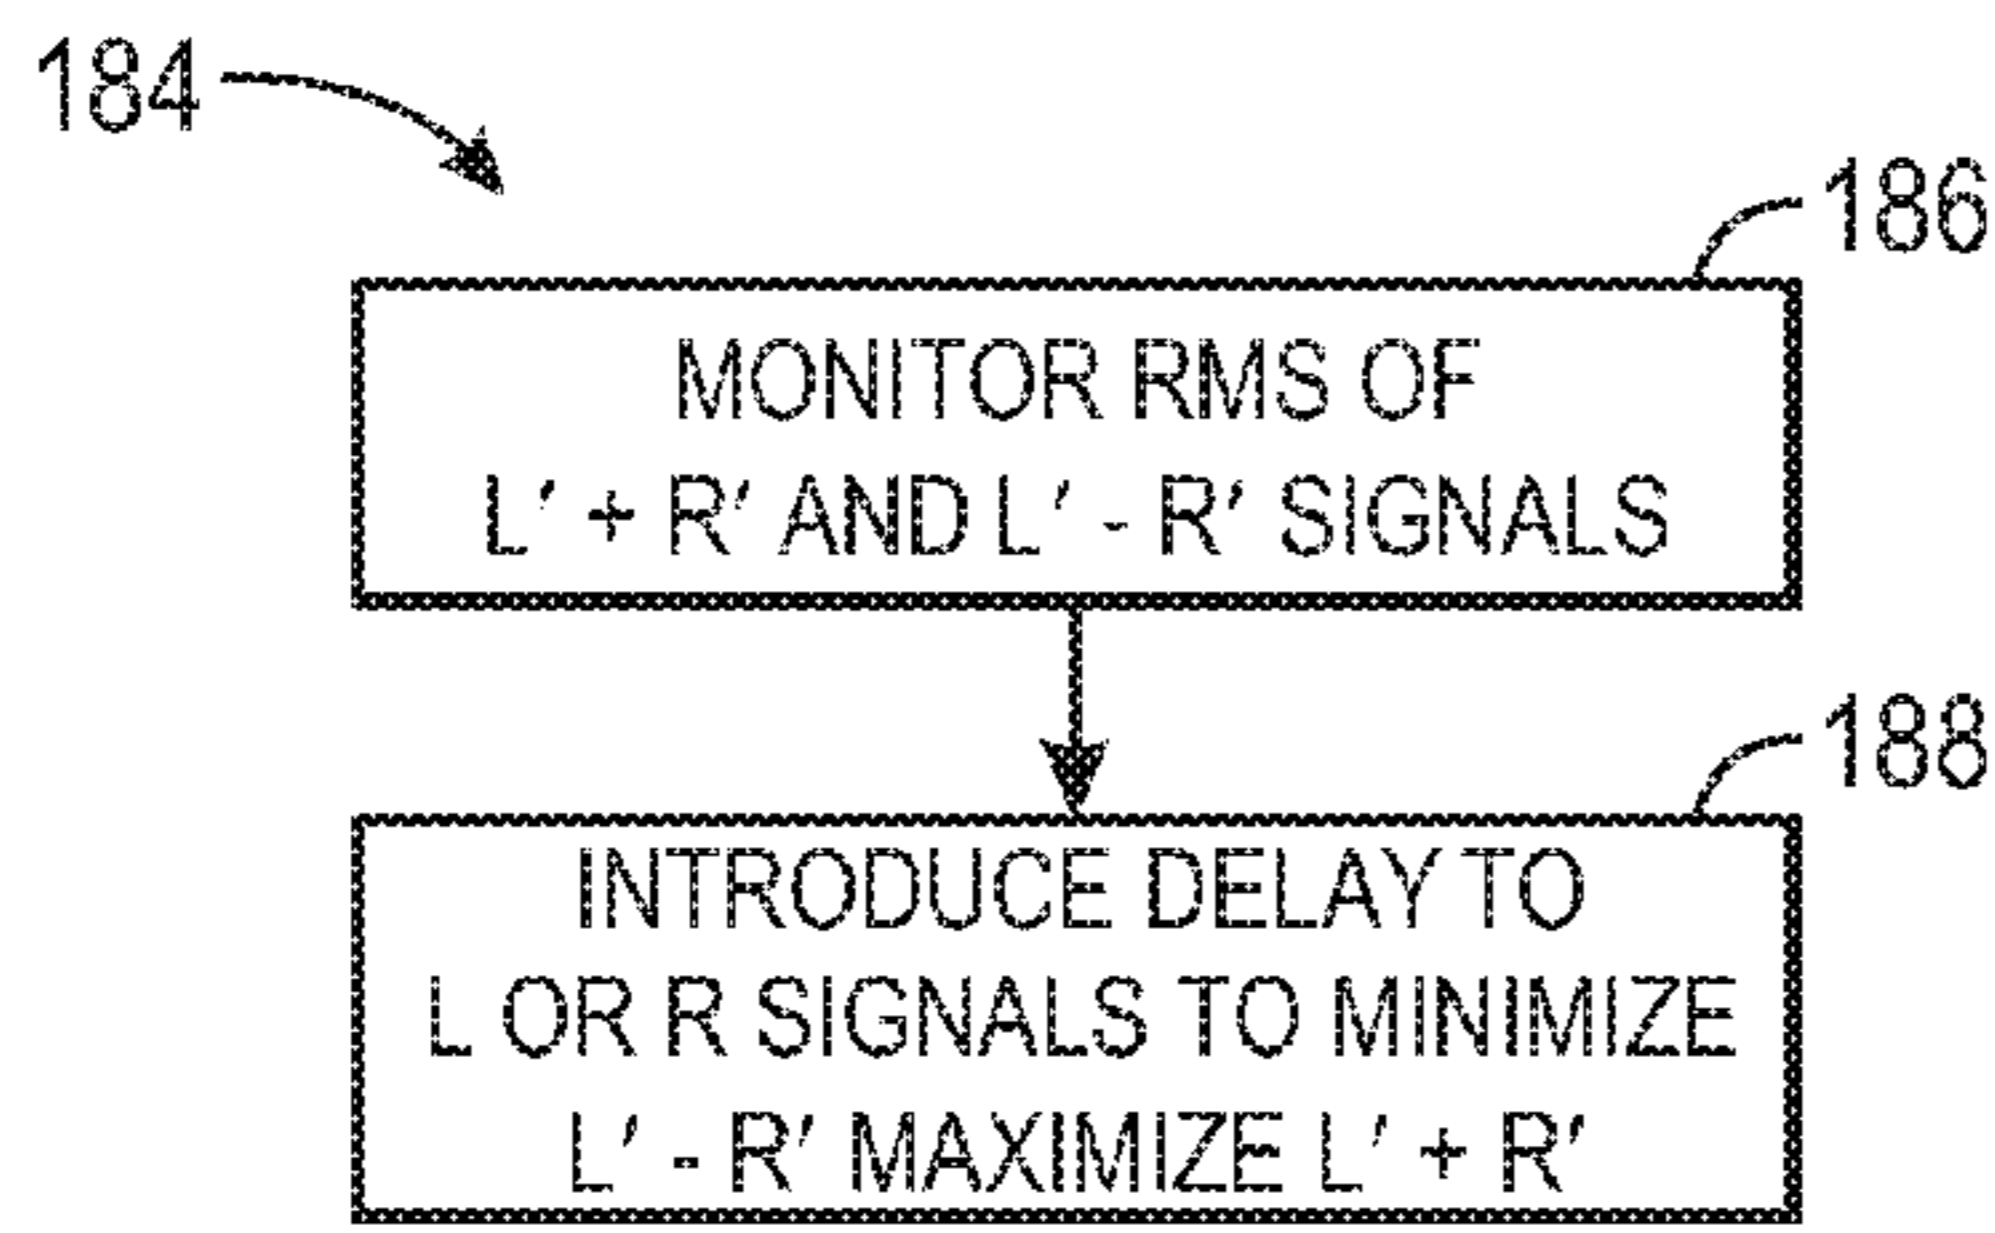 184
186
MONITOR RMS OF
L' + R' AND L' - R' SIGNALS
188
INTRODUCE DELAY TO
L OR R SIGNALS TO MINIMIZE
L' - R' MAXIMIZE L' + R'